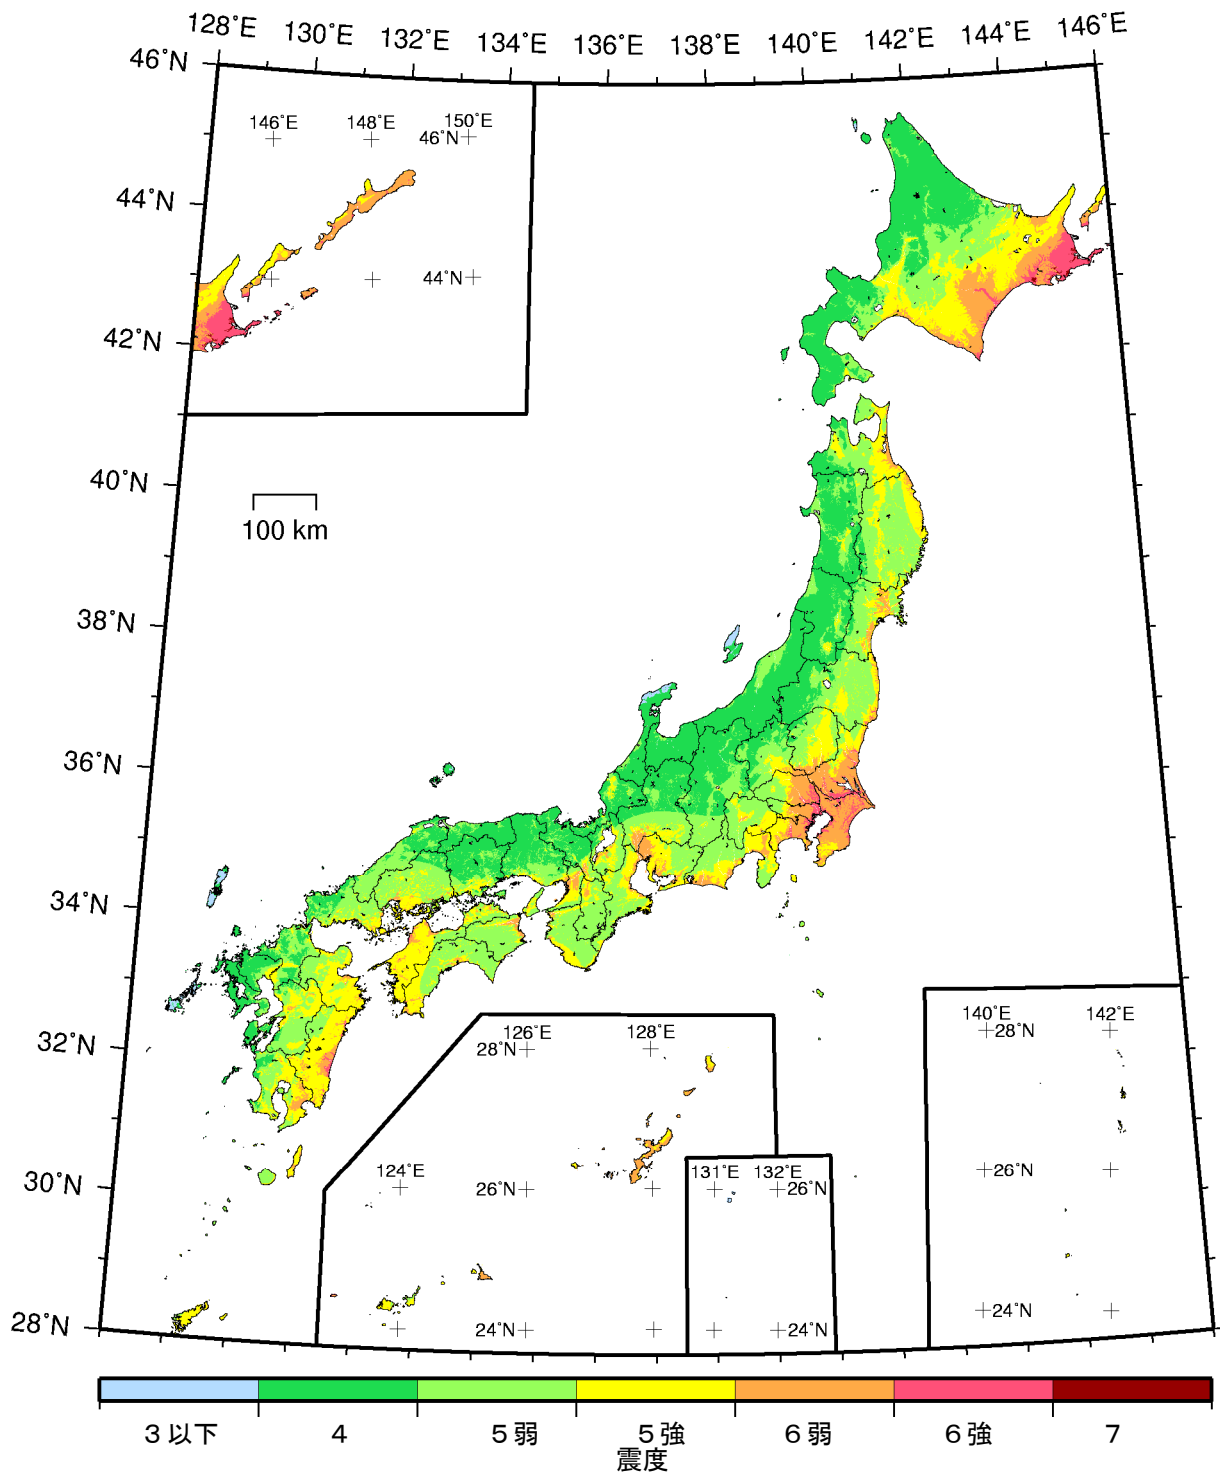 128˚E 130˚E 132˚E 134˚E 136˚E 138˚E 140˚E 142˚E 144˚E 146˚E
46˚N
146˚E 148˚E 150˚E
46˚N
44˚N
44˚N
42˚N
40˚N
100 km
38˚N
36˚N
34˚N
32˚N
126˚E 128˚E
28˚N
140˚E 142˚E
28˚N
124˚E
26˚N
131˚E 132˚E
26˚N
26˚N
30˚N
24˚N
24˚N
24˚N
28˚N
3以下 4 5弱 5強 6弱 6強 7
震度